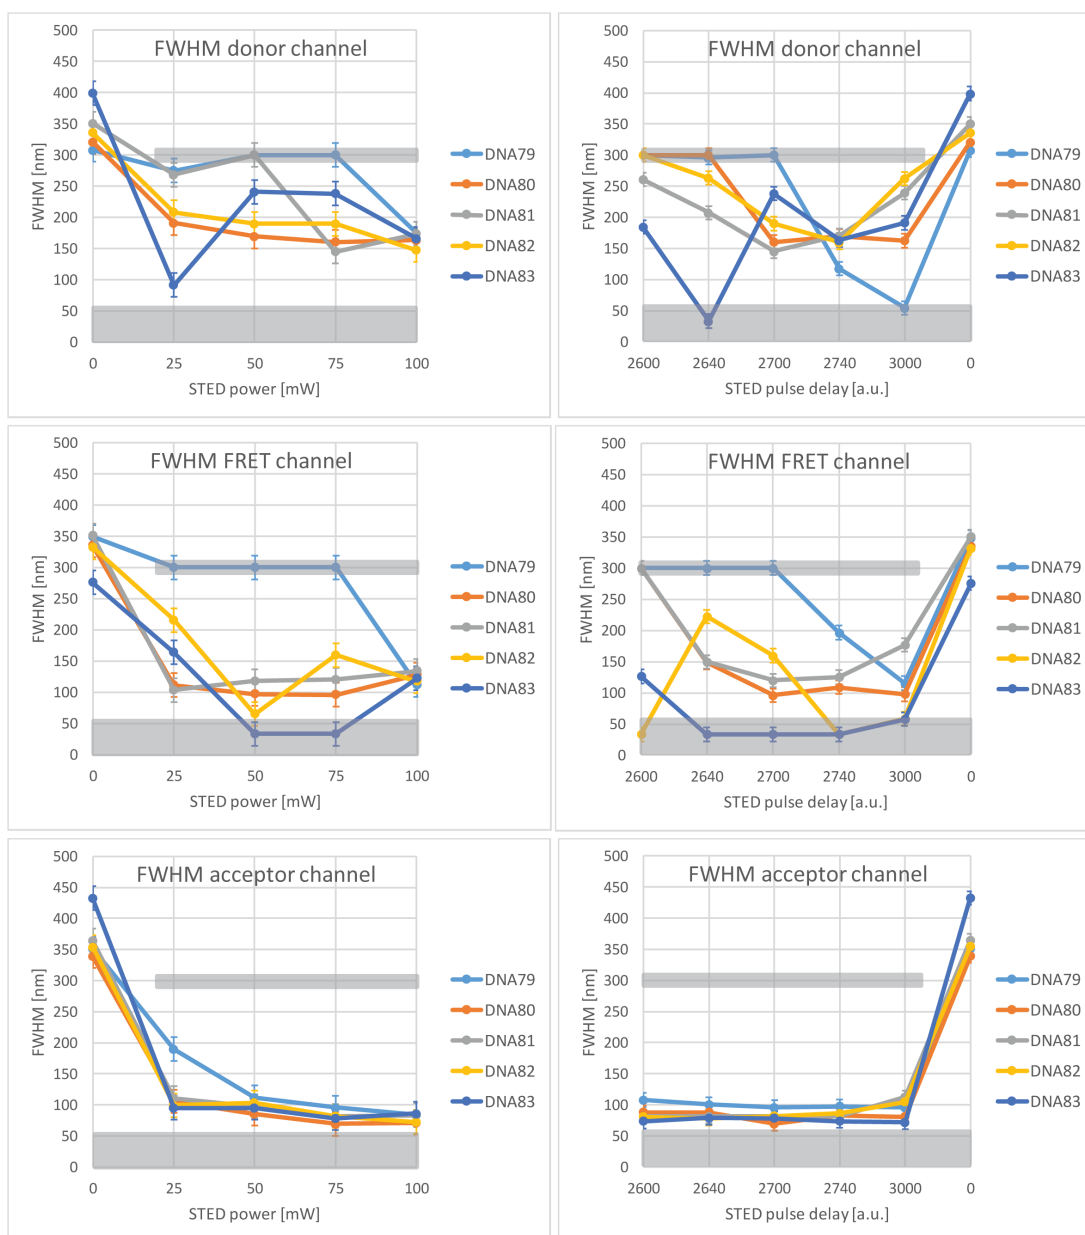 FWHM donor channel
FWHM [nm]
500
450
400
350
300
250
200
150
100
50
0
0 25 50 75 100
STED power [mW]
DNA79
DNA80
DNA81
DNA82
DNA83
FWHM donor channel
FWHM [nm]
500
450
400
350
300
250
200
150
100
50
0
2600 2640 2700 2740 3000 0
STED pulse delay [a.u.]
DNA79
DNA80
DNA81
DNA82
DNA83
FWHM FRET channel
FWHM [nm]
500
450
400
350
300
250
200
150
100
50
0
0 25 50 75 100
STED power [mW]
DNA79
DNA80
DNA81
DNA82
DNA83
FWHM FRET channel
FWHM [nm]
500
450
400
350
300
250
200
150
100
50
0
2600 2640 2700 2740 3000 0
STED pulse delay [a.u.]
DNA79
DNA80
DNA81
DNA82
DNA83
FWHM acceptor channel
FWHM [nm]
500
450
400
350
300
250
200
150
100
50
0
0 25 50 75 100
STED power [mW]
DNA79
DNA80
DNA81
DNA82
DNA83
FWHM acceptor channel
FWHM [nm]
500
450
400
350
300
250
200
150
100
50
0
2600 2640 2700 2740 3000 0
STED pulse delay [a.u.]
DNA79
DNA80
DNA81
DNA82
DNA83